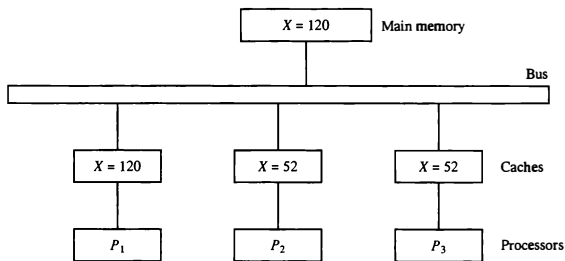 X = 120 Main memory
Bus
X = 120 X = 52 X = 52 Caches
P₁ P₂ P₃ Processors